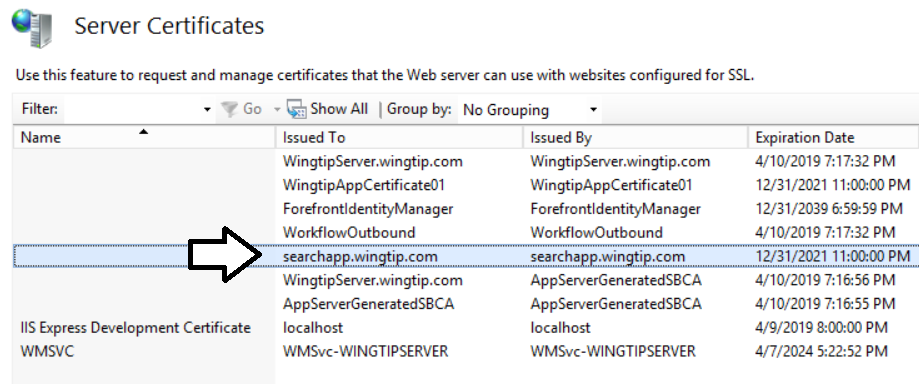 Server Certificates
Use this feature to request and manage certificates that the Web server can use with websites configured for SSL.
Filter: Go Show All Group by: No Grouping
Name Issued To Issued By Expiration Date
WingtipServer.wingtip.com WingtipServer.wingtip.com 4/10/2019 7:17:32 PM
WingtipAppCertificate01 WingtipAppCertificate01 12/31/2021 11:00:00 PM
ForefrontIdentityManager ForefrontIdentityManager 12/31/2039 6:59:59 PM
WorkflowOutbound WorkflowOutbound 4/10/2019 7:17:32 PM
searchapp.wingtip.com searchapp.wingtip.com 12/31/2021 11:00:00 PM
WingtipServer.wingtip.com AppServerGeneratedSBCA 4/10/2019 7:16:56 PM
AppServerGeneratedSBCA AppServerGeneratedSBCA 4/10/2019 7:16:55 PM
IIS Express Development Certificate localhost localhost 4/9/2019 8:00:00 PM
WMSVC WMSvc-WINGTIPSERVER WMSvc-WINGTIPSERVER 4/7/2024 5:22:52 PM